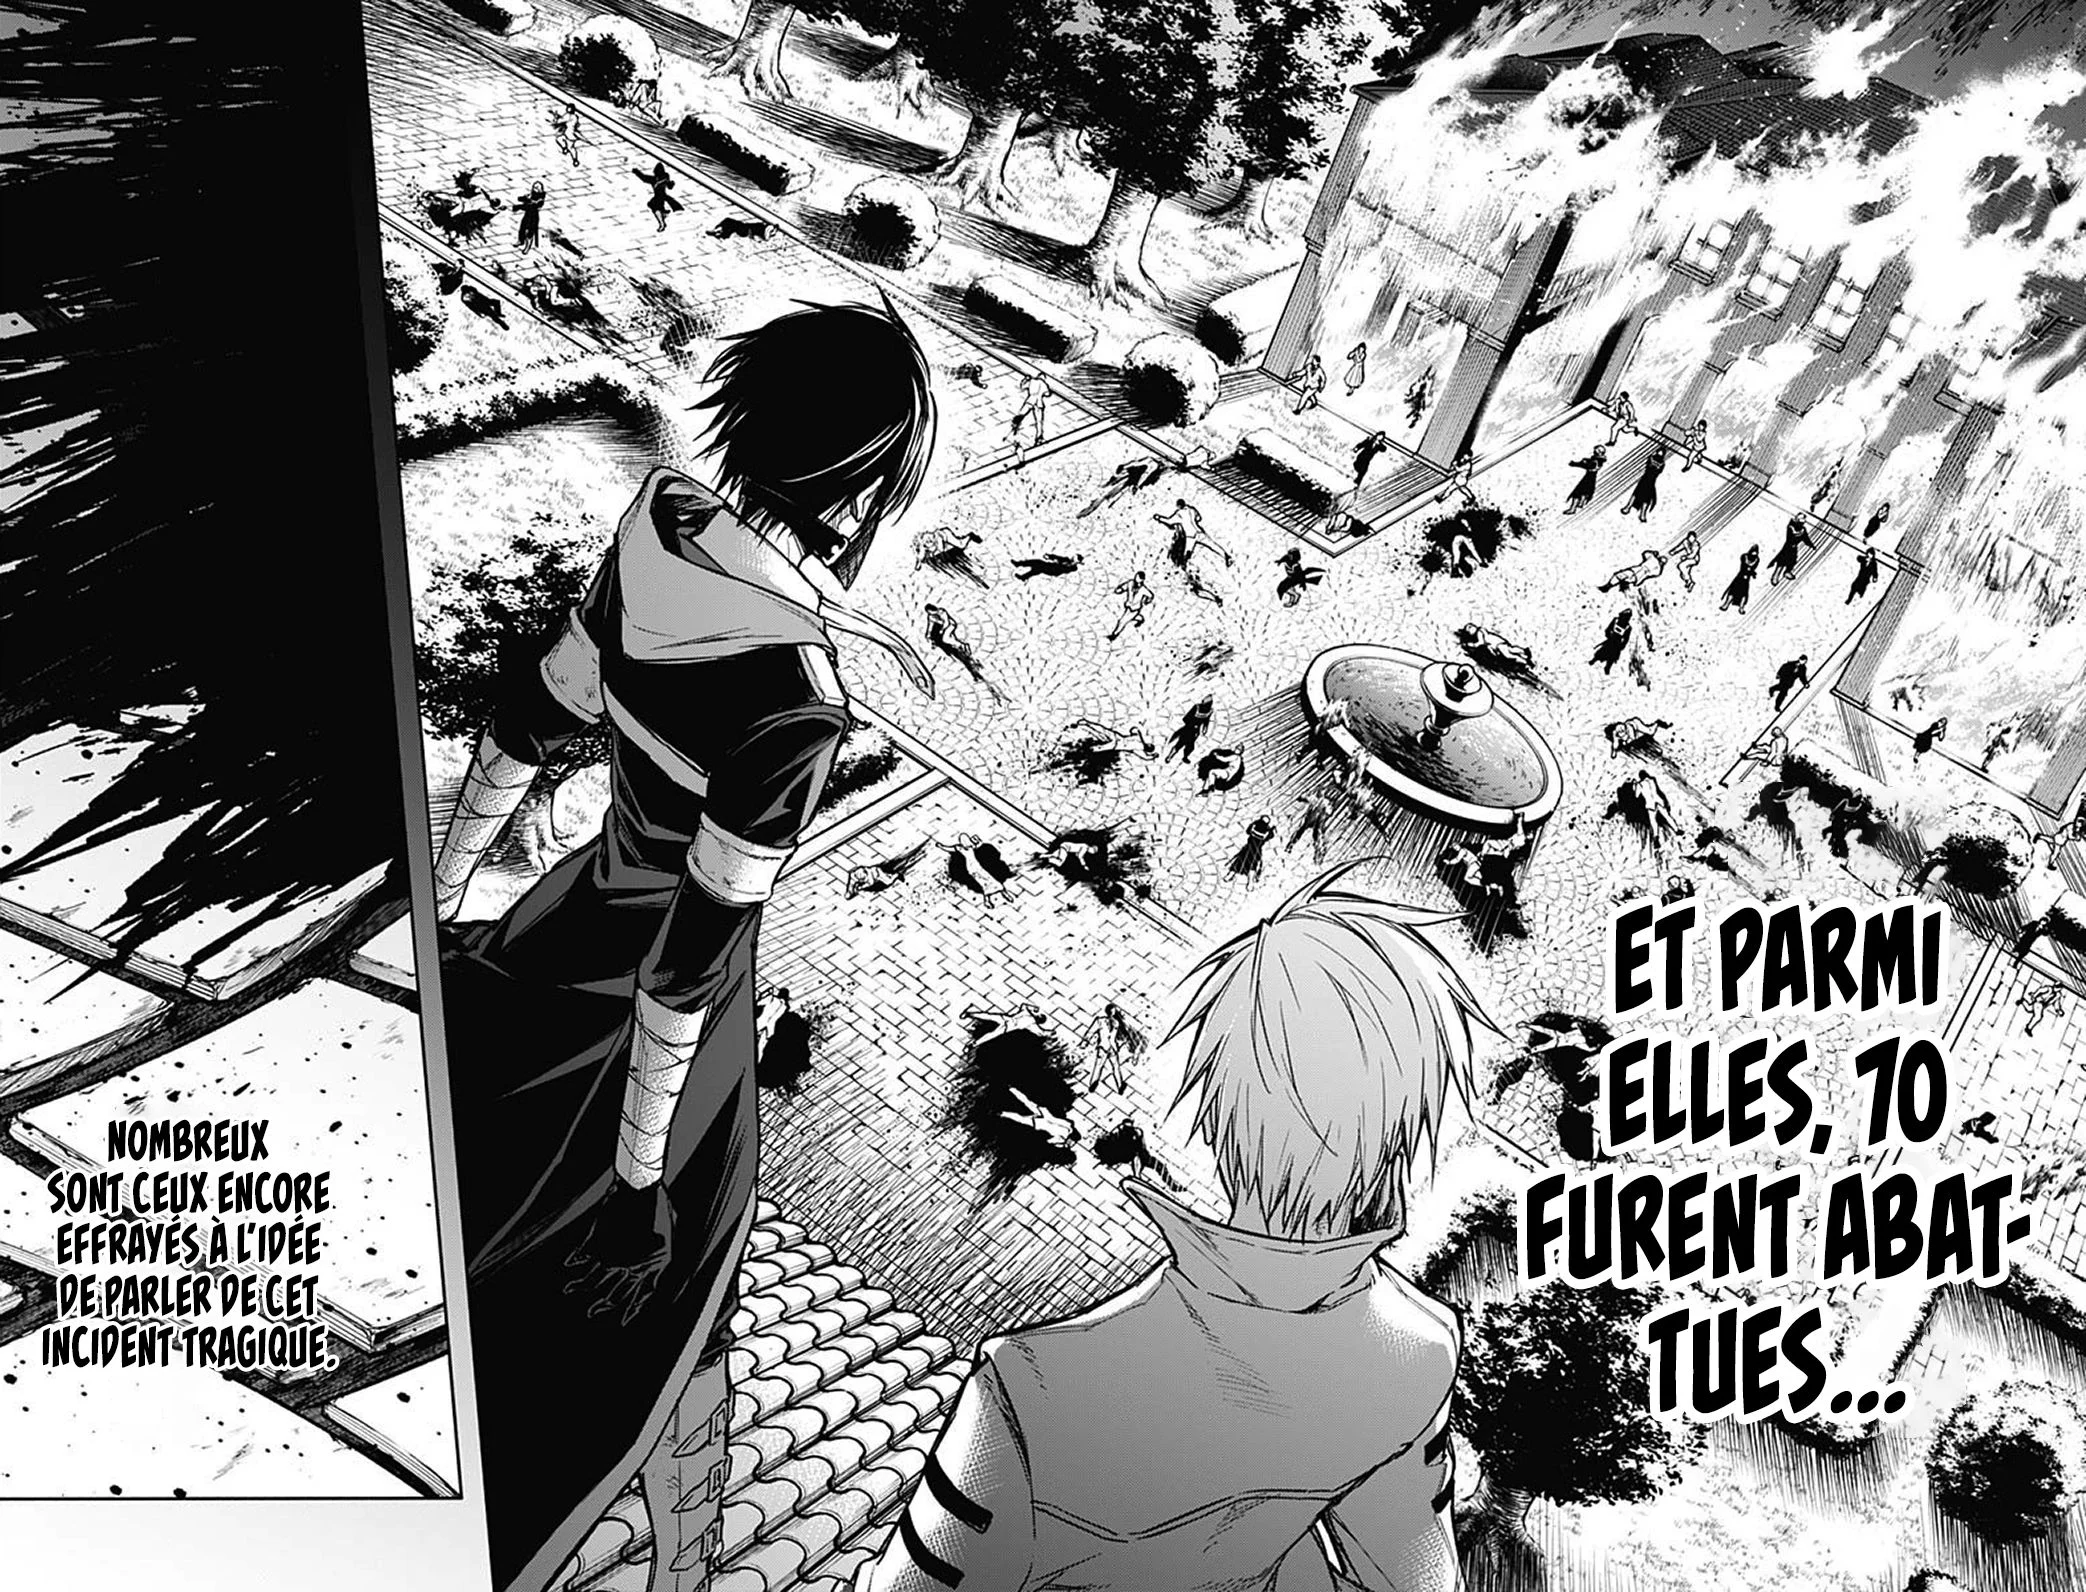 ET PARMI
ELLES, 70
FURENT ABAT-
TUES...
NOMBREUX
SONT CEUX ENCORE
EFFRAYÉS À L'IDÉE
DE PARLER DE CET
INCIDENT TRAGIQUE.